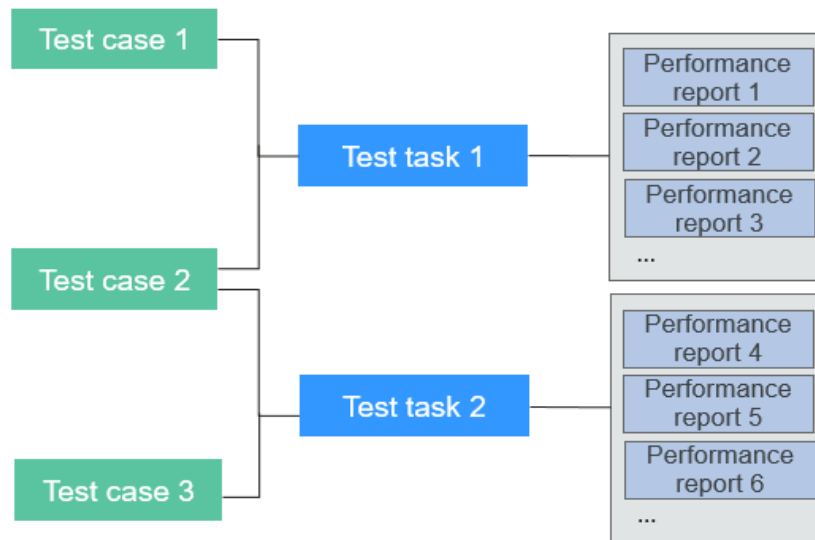 Test case 1
Test case 2
Test case 3
Test task 1
Test task 2
Performance
report 1
Performance
report 2
Performance
report 3
...
Performance
report 4
Performance
report 5
Performance
report 6
...